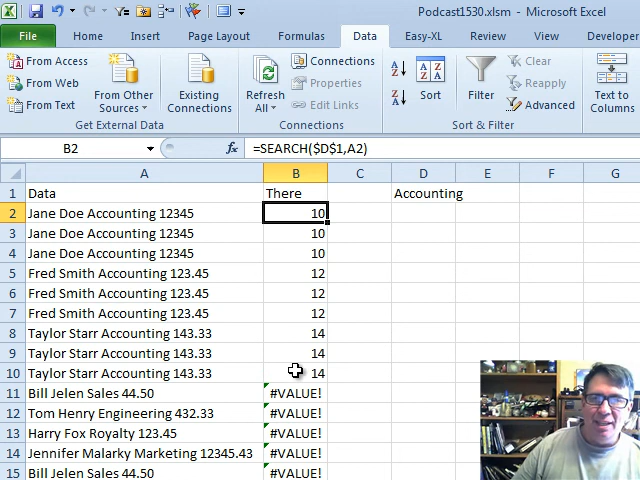 Podcast1530.xlsm - Microsoft Excel
File Home Insert Page Layout Formulas Data Easy-XL Review Developer
From Access
From Web
From Text
From Other Sources
Existing Connections
Get External Data
Refresh All
Connections
Properties
Edit Links
Connections
Sort
Filter
Clear
Reapply
Advanced
Sort & Filter
Text to Columns
B2 fx =SEARCH($D$1,A2)
A B C D E F G
1 Data There Accounting
2 Jane Doe Accounting 12345 10
3 Jane Doe Accounting 12345 10
4 Jane Doe Accounting 12345 10
5 Fred Smith Accounting 123.45 12
6 Fred Smith Accounting 123.45 12
7 Fred Smith Accounting 123.45 12
8 Taylor Starr Accounting 143.33 14
9 Taylor Starr Accounting 143.33 14
10 Taylor Starr Accounting 143.33 14
11 Bill Jelen Sales 44.50 #VALUE!
12 Tom Henry Engineering 432.33 #VALUE!
13 Harry Fox Royalty 123.45 #VALUE!
14 Jennifer Malarky Marketing 12345.43 #VALUE!
15 Bill Jelen Sales 44.50 #VALUE!